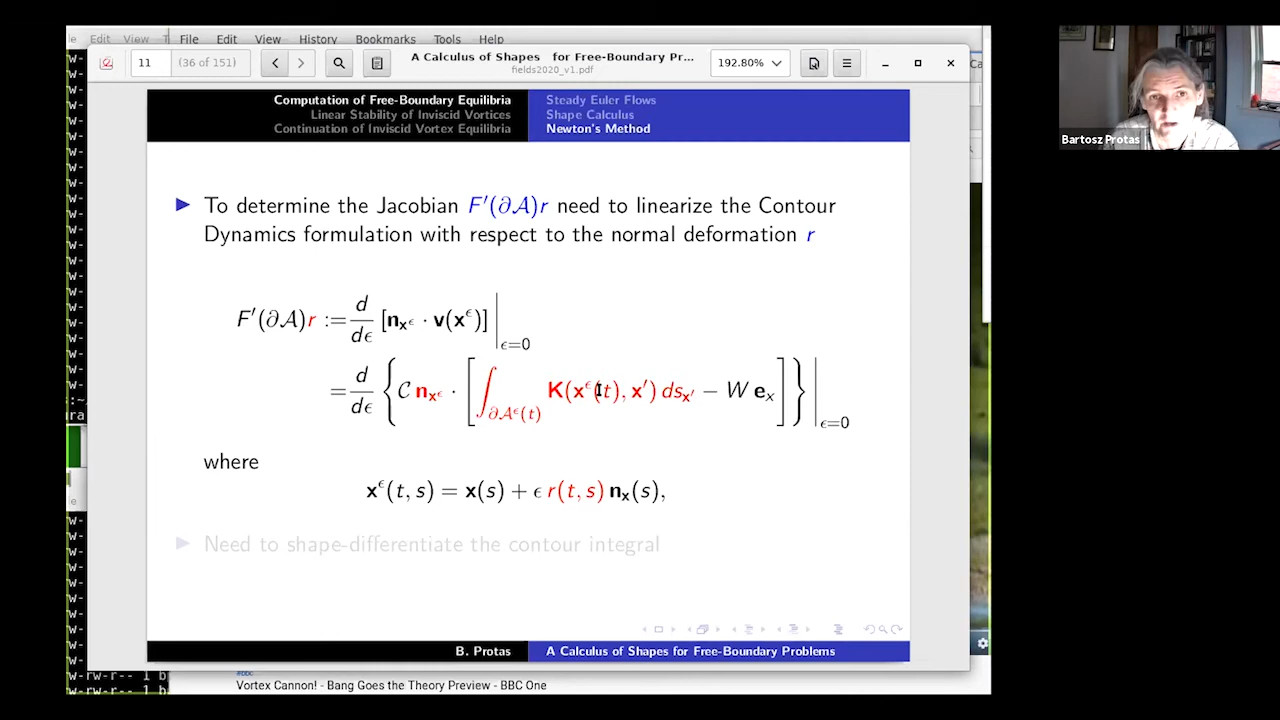 le Edit View T File Edit View History Bookmarks Tools Help
11 (36 of 151) A Calculus of Shapes for Free-Boundary Pr... 192.80%
fields2020_v1.pdf
Computation of Free-Boundary Equilibria
Linear Stability of Inviscid Vortices
Continuation of Inviscid Vortex Equilibria
Steady Euler Flows
Shape Calculus
Newton's Method
Bartosz Protas
To determine the Jacobian F′(∂𝒜)r need to linearize the Contour
Dynamics formulation with respect to the normal deformation r
F′(∂𝒜)r := d/dϵ [n_{x^ϵ} · v(x^ϵ)] |_{ϵ=0}
= d/dϵ { C n_{x^ϵ} · [ ∫_{∂𝒜^ϵ(t)} K(x^ϵ(t), x′) ds_{x′} − W e_x ] } |_{ϵ=0}
where
x^ϵ(t, s) = x(s) + ϵ r(t, s) n_x(s),
Need to shape-differentiate the contour integral
B. Protas A Calculus of Shapes for Free-Boundary Problems
w-rw-r-- 1 b
Vortex Cannon! - Bang Goes the Theory Preview - BBC One